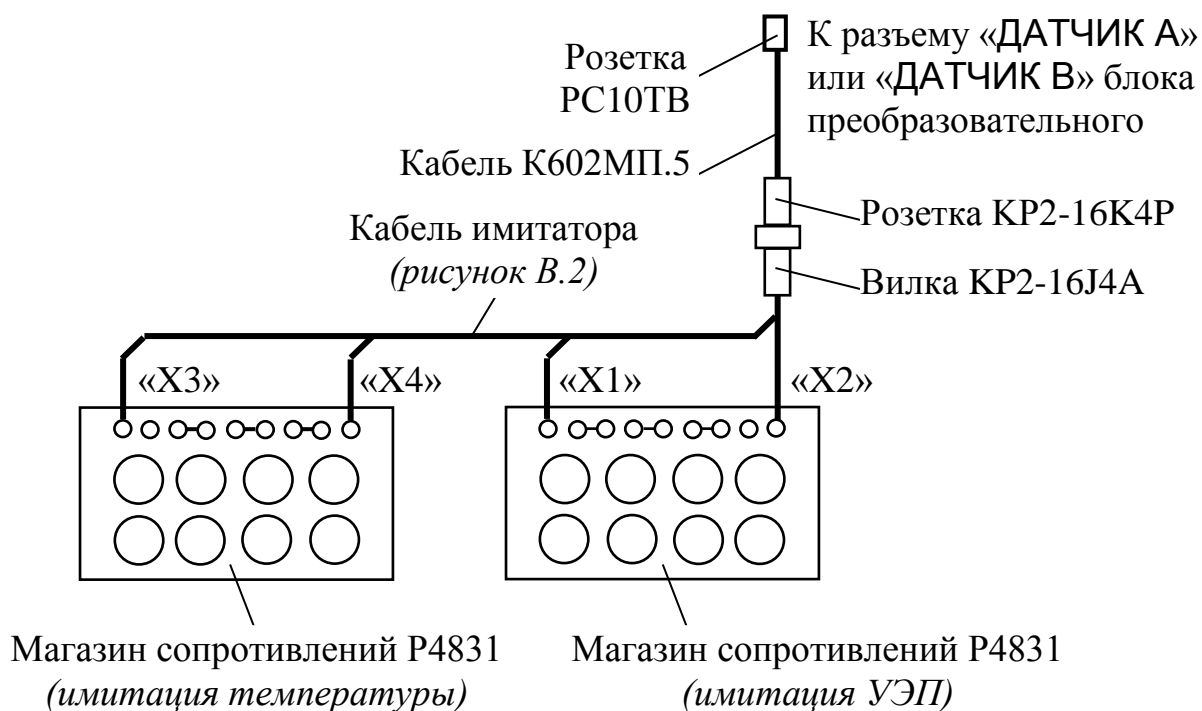 К разъему «ДАТЧИК А»
или «ДАТЧИК В» блока
преобразовательного
Розетка
РС10ТВ
Кабель К602МП.5
Розетка KP2-16K4P
Кабель имитатора
(рисунок В.2)
Вилка KP2-16J4A
«X3»
«X4»
«X1»
«X2»
Магазин сопротивлений Р4831
(имитация температуры)
Магазин сопротивлений Р4831
(имитация УЭП)